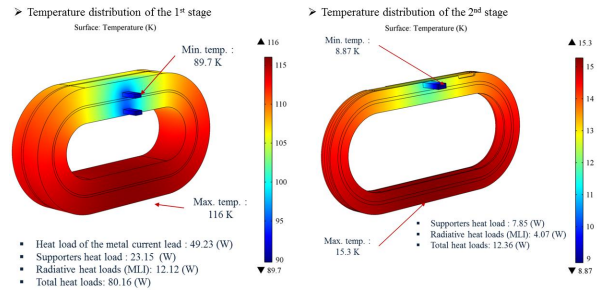 ➢ Temperature distribution of the 1st stage
Surface: Temperature (K)
Min. temp. :
89.7 K
▲ 116
115
110
105
100
95
90
▼ 89.7
Max. temp. :
116 K
▪ Heat load of the metal current lead : 49.23 (W)
▪ Supporters heat load : 23.15 (W)
▪ Radiative heat loads (MLI): 12.12 (W)
▪ Total heat loads: 80.16 (W)
➢ Temperature distribution of the 2nd stage
Surface: Temperature (K)
Min. temp. :
8.87 K
▲ 15.3
15
14
13
12
11
10
9
▼ 8.87
Max. temp. :
15.3 K
▪ Supporters heat load : 7.85 (W)
▪ Radiative heat loads (MLI): 4.07 (W)
▪ Total heat loads: 12.36 (W)